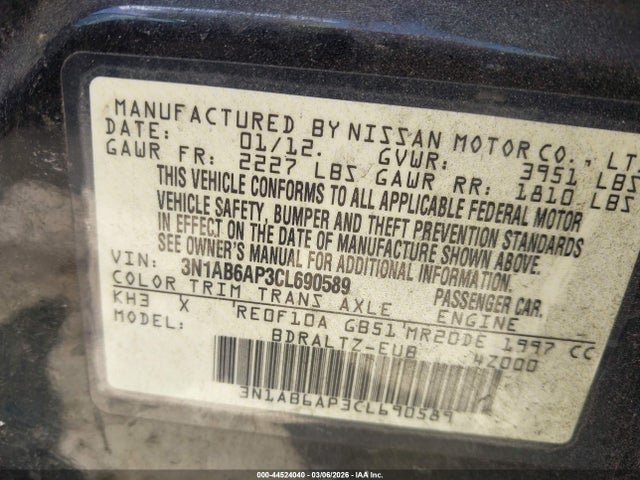 MANUFACTURED BY NISSAN MOTOR CO., LT
DATE: 01/12. GVWR: 3951 LBS
GAWR FR: 2227 LBS GAWR RR: 1810 LBS
THIS VEHICLE CONFORMS TO ALL APPLICABLE FEDERAL MOTOR
VEHICLE SAFETY, BUMPER AND THEFT PREVENTION STANDARDS
IN EFFECT ON THE DATE OF MANUFACTURE SHOWN ABOVE.
SEE OWNER'S MANUAL FOR ADDITIONAL INFORMATION.
VIN: 3N1AB6AP3CL690589 PASSENGER CAR.
COLOR TRIM TRANS AXLE ENGINE
KH3 X RE0F10A GB51 MR20DE 1997 CC
MODEL: BDRALTZ-EUB 4Z000
3N1AB6AP3CL690589
000-44524040 - 03/06/2026 - IAA Inc.